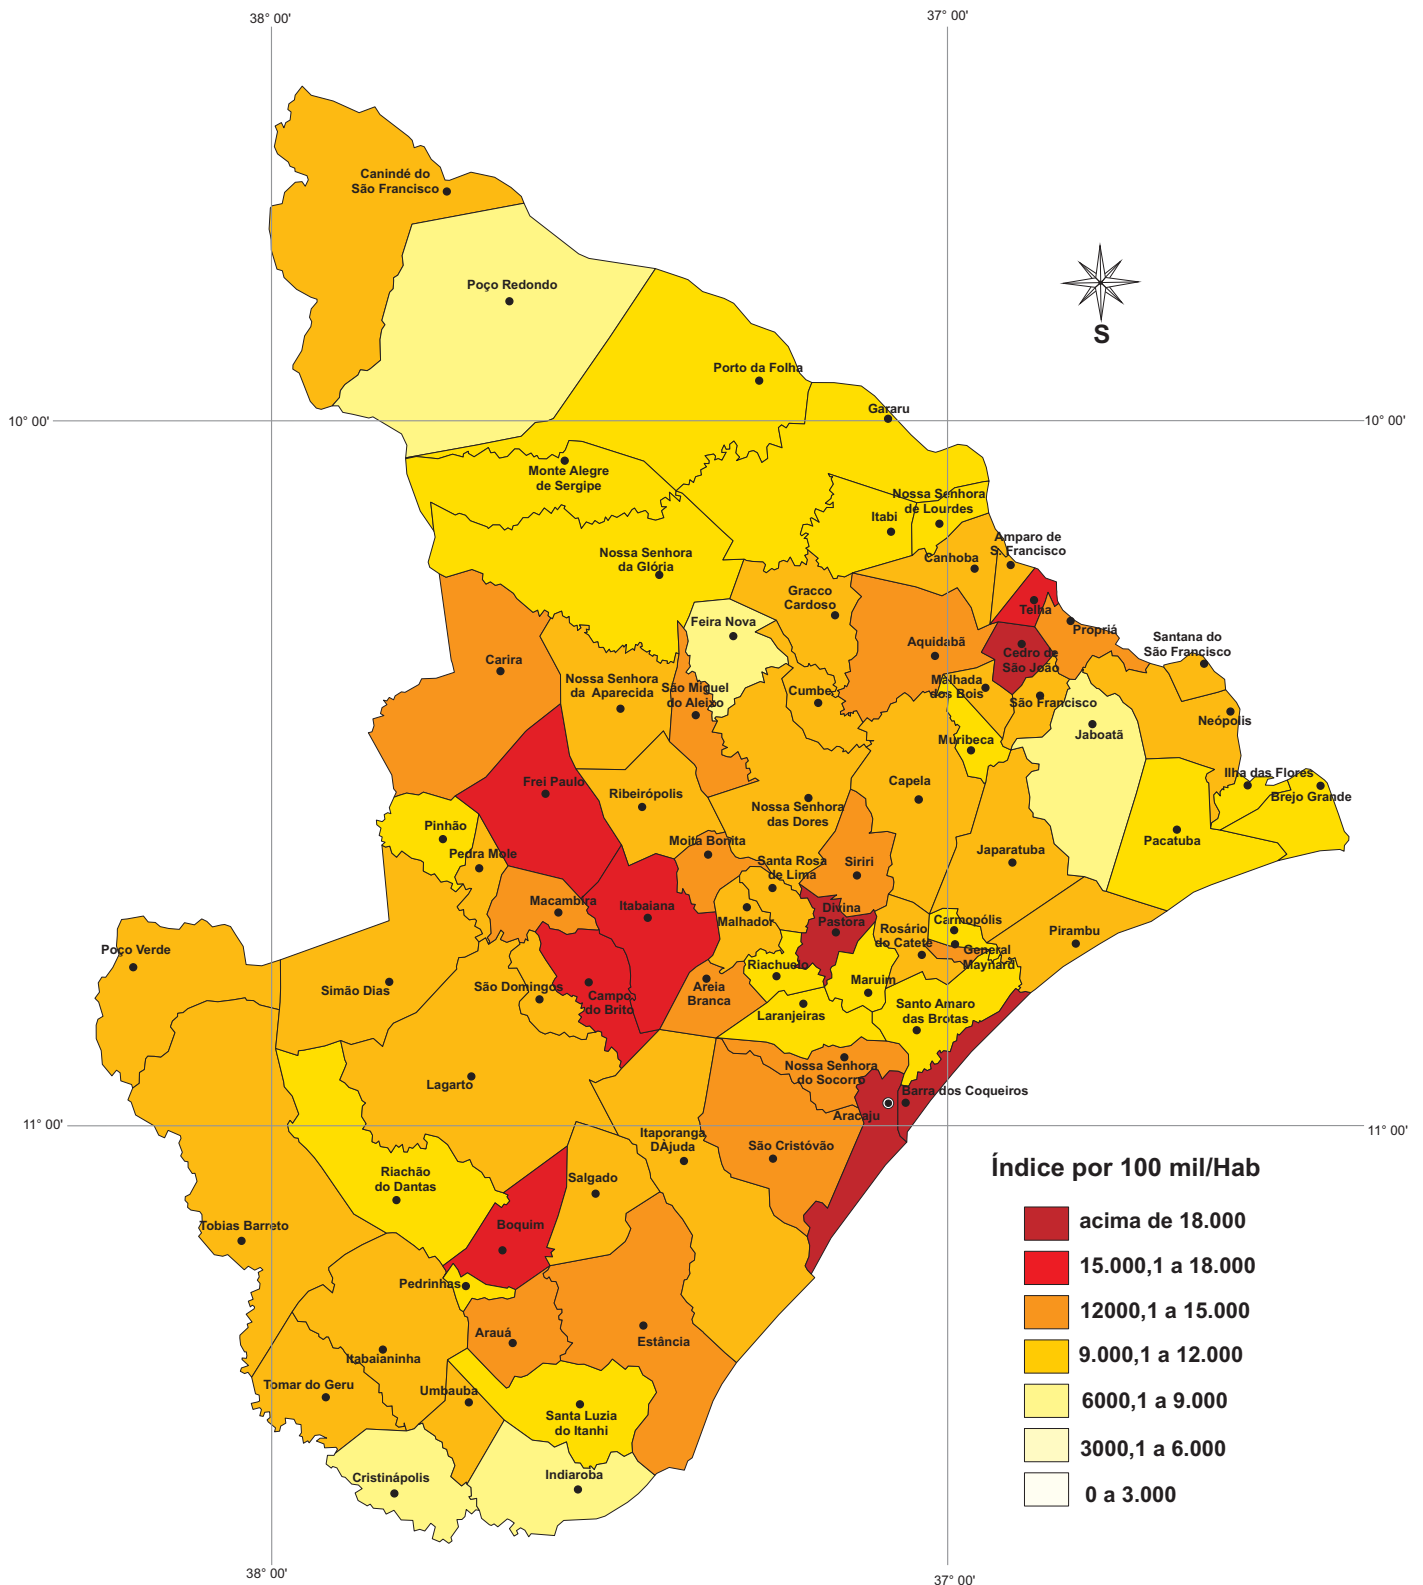 38° 00'
37° 00'
Canindé do
São Francisco
Poço Redondo
S
Porto da Folha
Gararu
10° 00'
10° 00'
Monte Alegre
de Sergipe
Nossa Senhora
de Lourdes
Itabi
Amparo de
S. Francisco
Nossa Senhora
da Glória
Canhoba
Gracco
Cardoso
Telha
Feira Nova
Propriá
Aquidabã
Santana do
São Francisco
Cedro de
São João
Carira
Nossa Senhora
da Aparecida
São Miguel
do Aleixo
Cumbe
Malhada
dos Bois
São Francisco
Neópolis
Jaboatã
Muribeca
Frei Paulo
Ribeirópolis
Capela
Ilha das Flores
Brejo Grande
Nossa Senhora
das Dores
Pinhão
Moita Bonita
Pacatuba
Pedra Mole
Santa Rosa
de Lima
Siriri
Japaratuba
Macambira
Itabaiana
Malhador
Divina
Pastora
Carmopólis
Rosário
do Catete
Pirambu
Poço Verde
General
Maynard
Riachuelo
Simão Dias
São Domingos
Campo
do Brito
Areia
Branca
Maruim
Laranjeiras
Santo Amaro
das Brotas
Nossa Senhora
do Socorro
Lagarto
Barra dos Coqueiros
Aracaju
11° 00'
11° 00'
Itaporanga
DÀjuda
São Cristóvão
Riachão
do Dantas
Salgado
Índice por 100 mil/Hab
Tobias Barreto
Boquim
acima de 18.000
15.000,1 a 18.000
Pedrinhas
12000,1 a 15.000
Arauá
Estância
9.000,1 a 12.000
Itabaianinha
Tomar do Geru
Umbauba
6000,1 a 9.000
Santa Luzia
do Itanhi
3000,1 a 6.000
Cristinápolis
Indiaroba
0 a 3.000
38° 00'
37° 00'